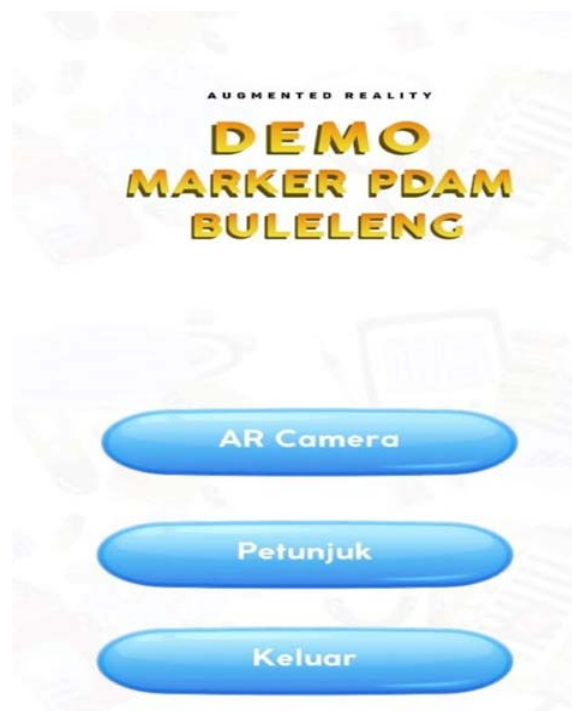 AUGMENTED REALITY
DEMO
MARKER PDAM
BULELENG
AR Camera
Petunjuk
Keluar